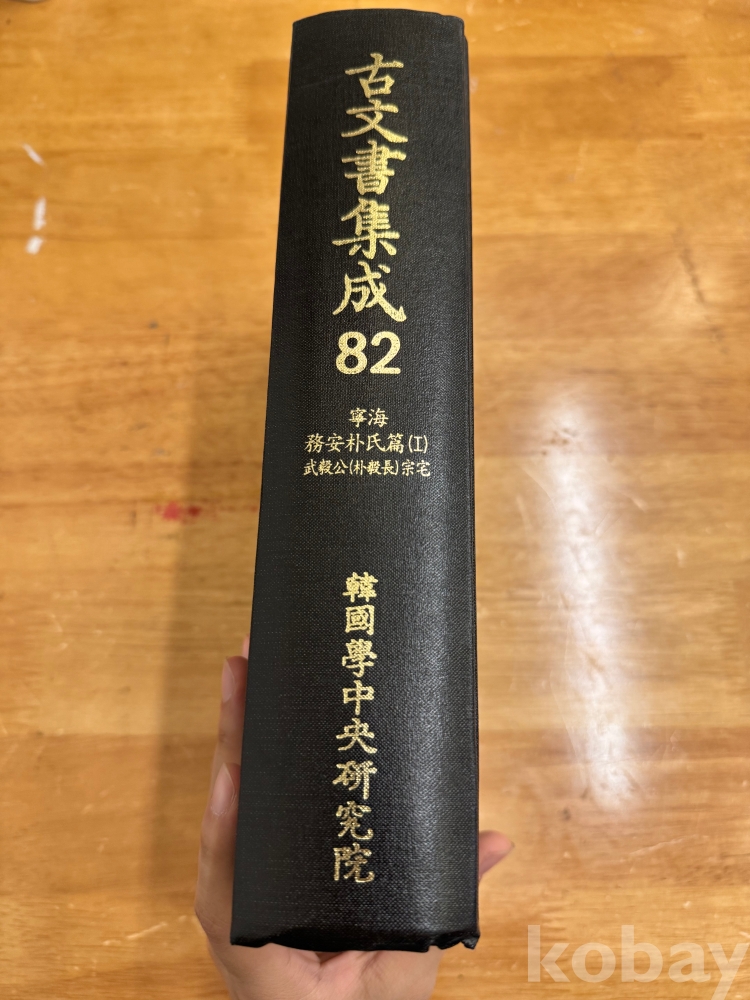 古文書集成
82
寧海
務安朴氏篇(I)
武毅公(朴毅長)宗宅
韓國學中央硏究院
kobay